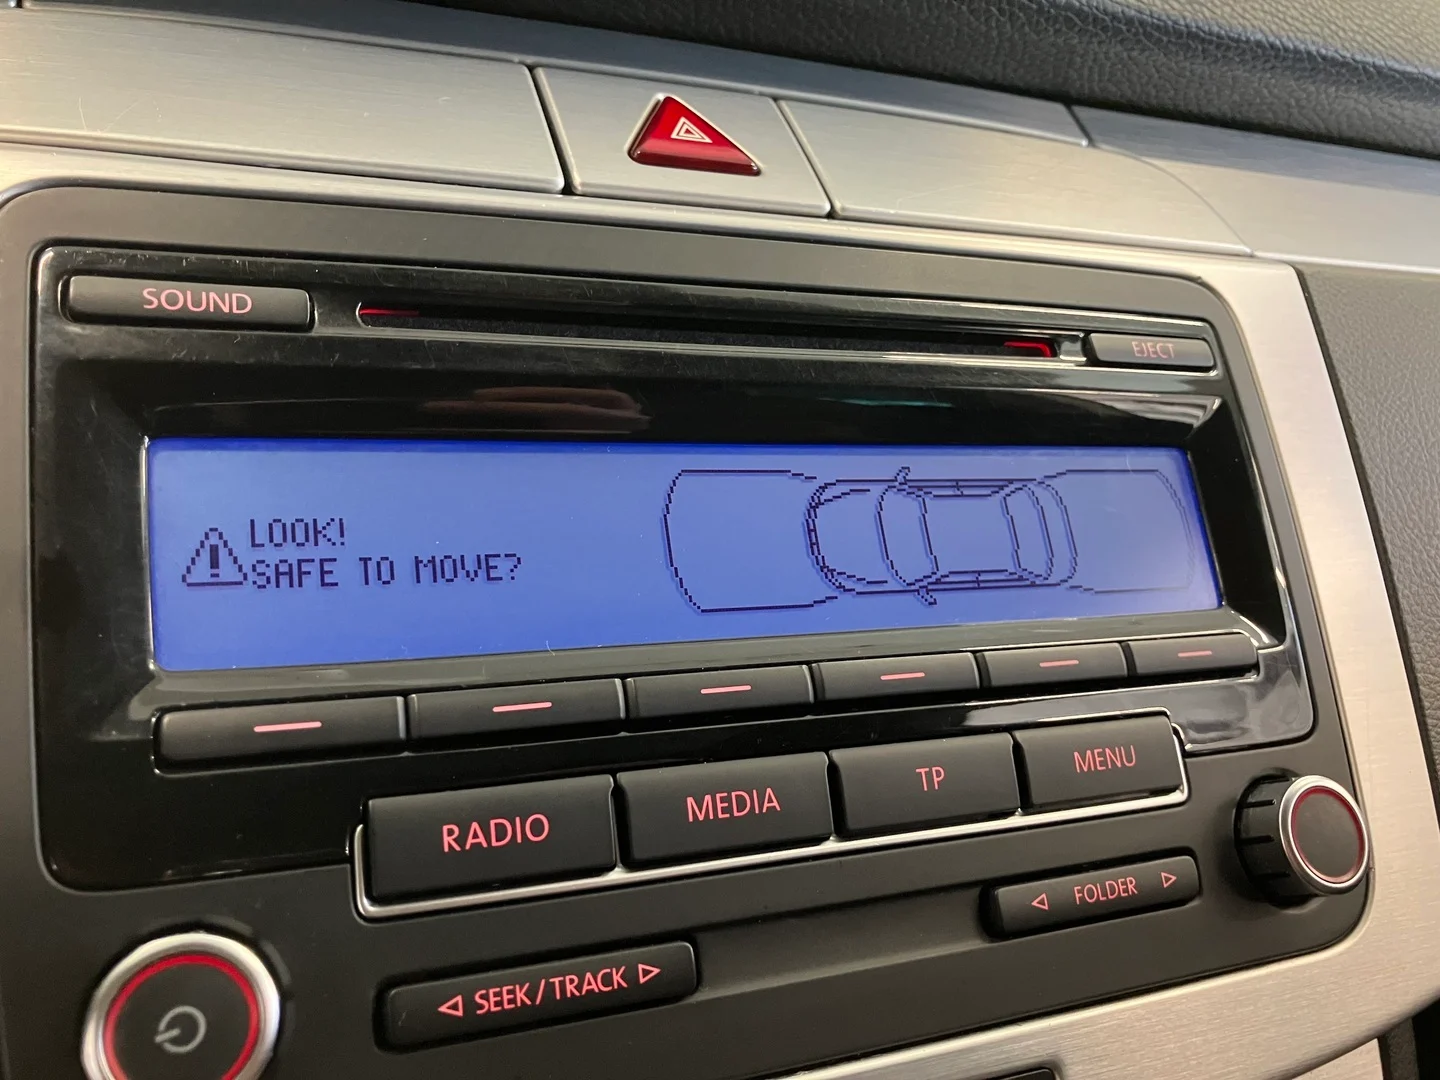 SOUND
EJECT
LOOK!
SAFE TO MOVE?
RADIO
MEDIA
TP
MENU
FOLDER
SEEK/TRACK